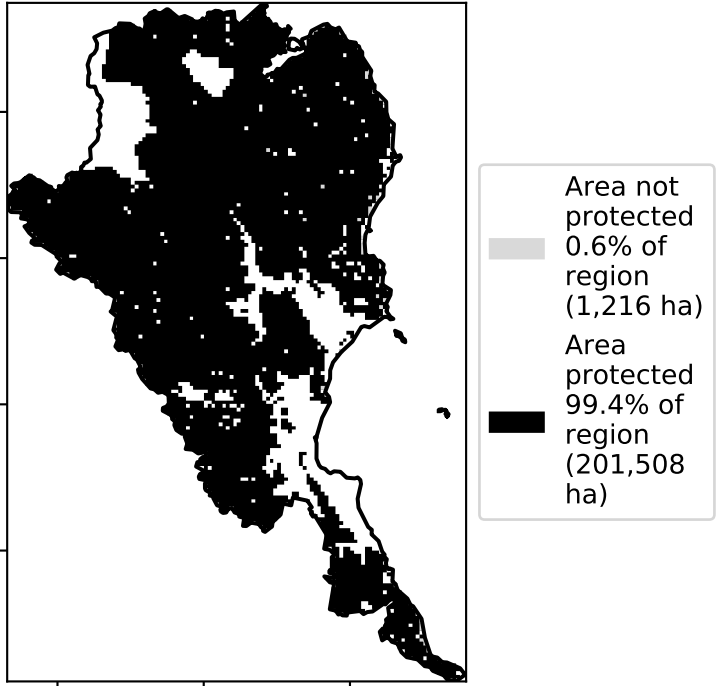 Area not
protected
0.6% of
region
(1,216 ha)
Area
protected
99.4% of
region
(201,508
ha)